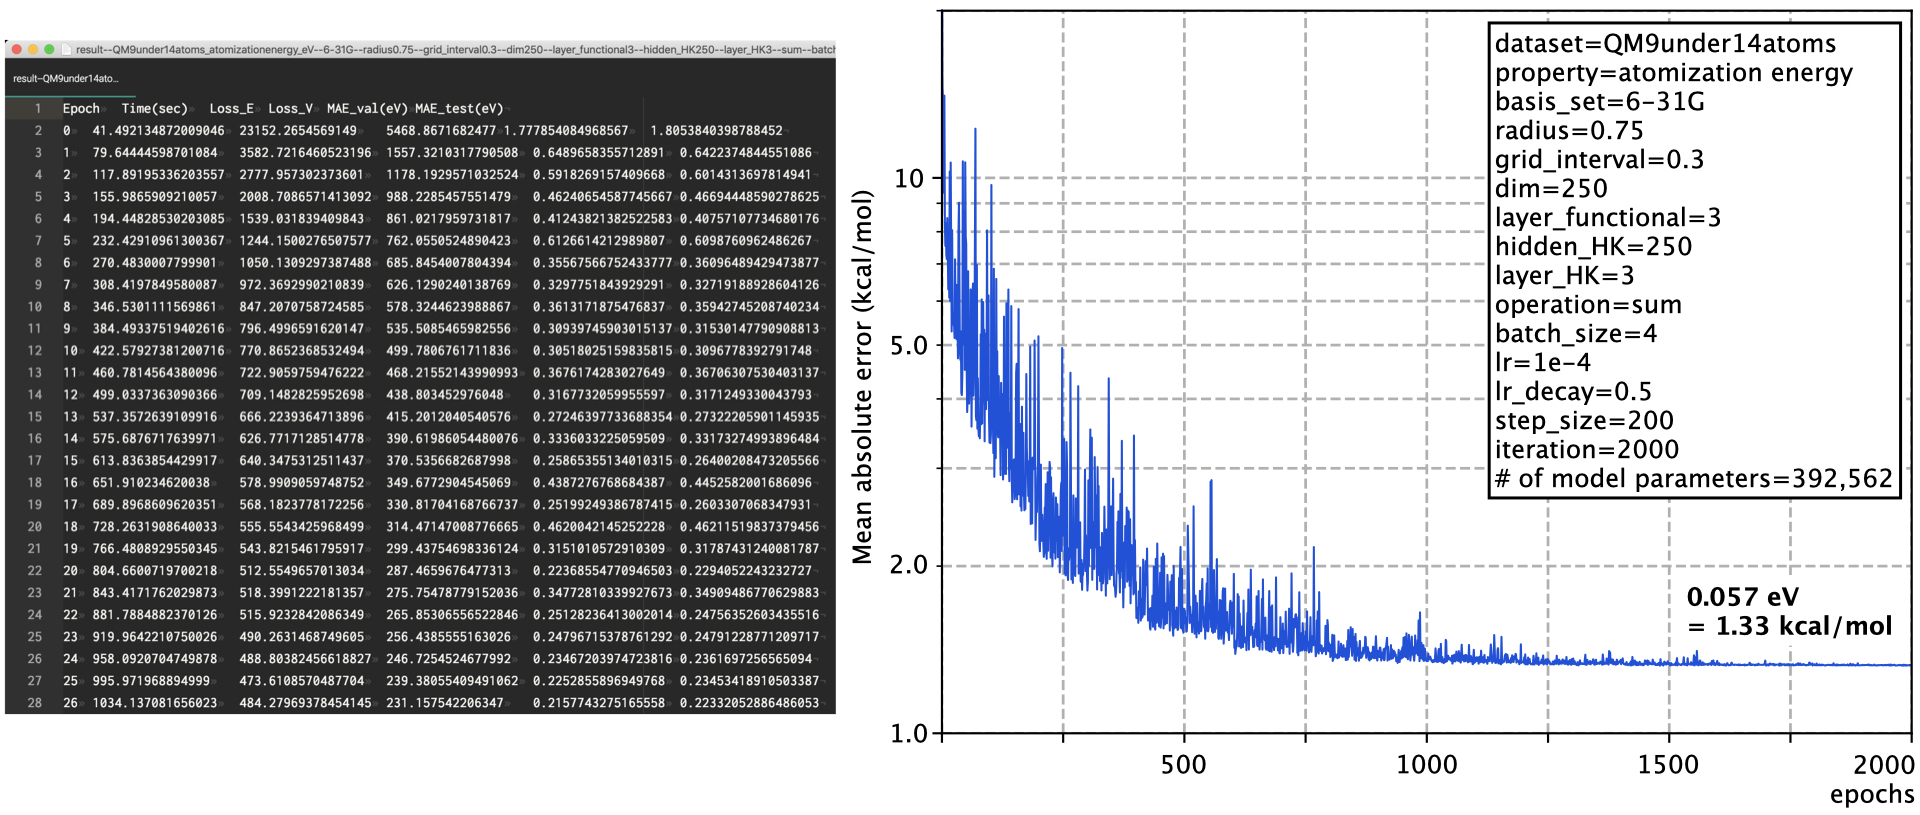 result--QM9under14atoms_atomizationenergy_eV--6-31G--radius0.75--grid_interval0.3--dim250--layer_functional3--hidden_HK250--layer_HK3--sum--batch
result--QM9under14ato...
1 Epoch Time(sec) Loss_E Loss_V MAE_val(eV) MAE_test(eV)
2 0 41.492134872009046 23152.2654569149 5468.8671682477 1.777854084968567 1.8053840398788452
3 1 79.64444598701084 3582.7216460523196 1557.3210317790508 0.6489658355712891 0.6422374844551086
4 2 117.89195336203557 2777.957302373601 1178.1929571032524 0.5918269157409668 0.6014313697814941
5 3 155.9865909210057 2008.7086571413092 988.2285457551479 0.46240654587745667 0.46694448590278625
6 4 194.44828530203085 1539.031839409843 861.0217959731817 0.41243821382522583 0.40757107734680176
7 5 232.42910961300367 1244.1500276507577 762.0550524890423 0.6126614212989807 0.6098760962486267
8 6 270.4830007799901 1050.1309297387488 685.8454007804394 0.35567566752433777 0.36096489429473877
9 7 308.4197849580087 972.3692990210839 626.1290240138769 0.3297751843929291 0.32719188928604126
10 8 346.5301111569861 847.2070758724585 578.3244623988867 0.36131718754768 37 0.35942745208740234
11 9 384.49337519402616 796.4996591620147 535.5085465982556 0.30939745903015137 0.31530147790908813
12 10 422.57927381200716 770.8652368532494 499.7806761711836 0.30518025159835815 0.3096778392791748
13 11 460.7814564380096 722.9059759476222 468.21552143990993 0.3676174283027649 0.36706307530403137
14 12 499.0337363090366 709.1482825952698 438.803452976048 0.3167732059955597 0.3171249330043793
15 13 537.3572639109916 666.2239364713896 415.2012040540576 0.27246397733688354 0.27322205901145935
16 14 575.6876717639971 626.7717128514778 390.61986054480076 0.3336033225059509 0.33173274993896484
17 15 613.8363854429917 640.3475312511437 370.5356682687998 0.25865355134010315 0.26400208473205566
18 16 651.910234620038 578.9909059748752 349.6772904545069 0.4387276768684387 0.4452582001686096
19 17 689.8968609620351 568.1823778172256 330.81704168766737 0.25199249386787415 0.2603307068347931
20 18 728.2631908640033 555.5543425968499 314.47147008776665 0.4620042145252228 0.46211519837379456
21 19 766.4808929550345 543.8215461795917 299.43754698336124 0.3151010572910309 0.31787431240081787
22 20 804.6600719700218 512.5549657013034 287.4659676477313 0.22368554770946503 0.2294052243232727
23 21 843.4171762029873 518.3991222181357 275.75478779152036 0.34772810339927673 0.34909486770629883
24 22 881.7884882370126 515.9232842086349 265.85306556522846 0.25128236413002014 0.24756352603435516
25 23 919.9642210750026 490.2631468749605 256.43855551 63026 0.24796715378761292 0.24791228771209717
26 24 958.0920704749878 488.80382456618827 246.7254524677992 0.23467203974723816 0.2361697256565094
27 25 995.971968894999 473.6108570487704 239.38055409491062 0.2252855896949768 0.23453418910503387
28 26 1034.137081656023 484.27969378454145 231.157542206347 0.2157743275165558 0.22332052886486053
Mean absolute error (kcal/mol)
10
5.0
2.0
1.0
500 1000 1500 2000
epochs
dataset=QM9under14atoms
property=atomization energy
basis_set=6-31G
radius=0.75
grid_interval=0.3
dim=250
layer_functional=3
hidden_HK=250
layer_HK=3
operation=sum
batch_size=4
lr=1e-4
lr_decay=0.5
step_size=200
iteration=2000
# of model parameters=392,562
0.057 eV
= 1.33 kcal/mol